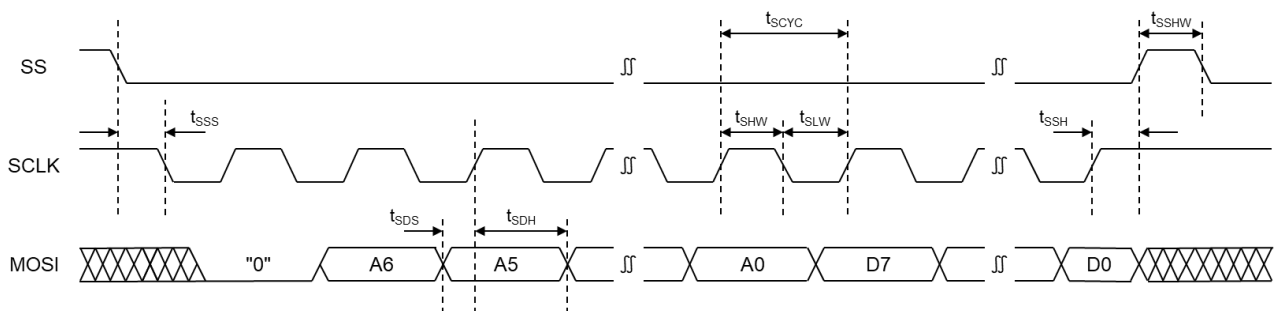 tSCYC
tSSHW
SS
tSSS
tSHW
tSLW
tSSH
SCLK
tSDS
tSDH
MOSI
"0"
A6
A5
A0
D7
D0